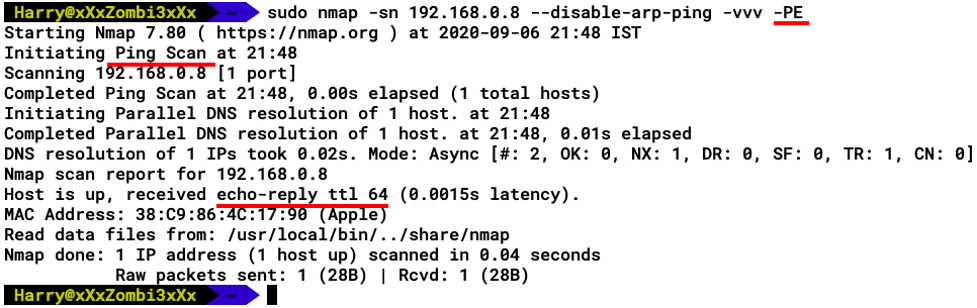 Harry@xXxZombi3xXx ~ sudo nmap -sn 192.168.0.8 --disable-arp-ping -vvv -PE
Starting Nmap 7.80 ( https://nmap.org ) at 2020-09-06 21:48 IST
Initiating Ping Scan at 21:48
Scanning 192.168.0.8 [1 port]
Completed Ping Scan at 21:48, 0.00s elapsed (1 total hosts)
Initiating Parallel DNS resolution of 1 host. at 21:48
Completed Parallel DNS resolution of 1 host. at 21:48, 0.01s elapsed
DNS resolution of 1 IPs took 0.02s. Mode: Async [#: 2, OK: 0, NX: 1, DR: 0, SF: 0, TR: 1, CN: 0]
Nmap scan report for 192.168.0.8
Host is up, received echo-reply ttl 64 (0.0015s latency).
MAC Address: 38:C9:86:4C:17:90 (Apple)
Read data files from: /usr/local/bin/../share/nmap
Nmap done: 1 IP address (1 host up) scanned in 0.04 seconds
Raw packets sent: 1 (28B) | Rcvd: 1 (28B)
Harry@xXxZombi3xXx ~